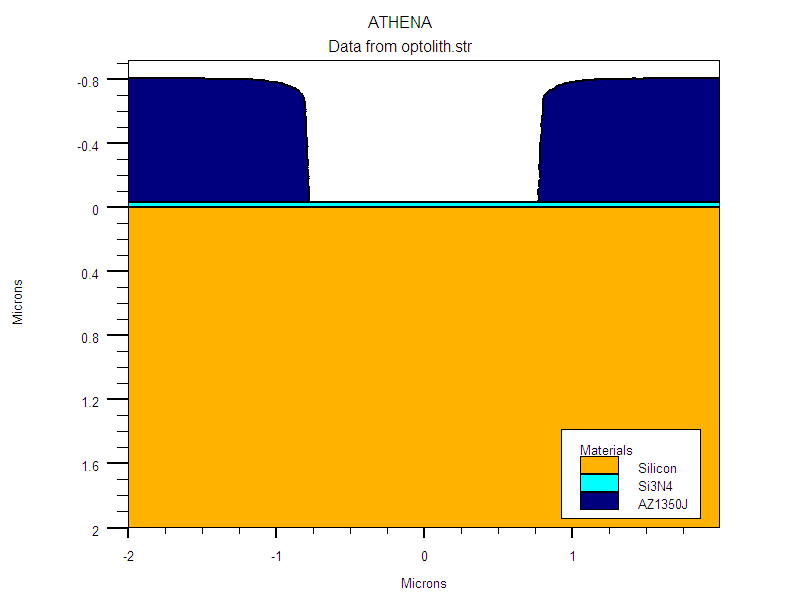 ATHENA
Data from optolith.str
-0.8
-0.4
0
0.4
0.8
1.2
1.6
2
Microns
-2
-1
0
1
Microns
Materials
Silicon
Si3N4
AZ1350J